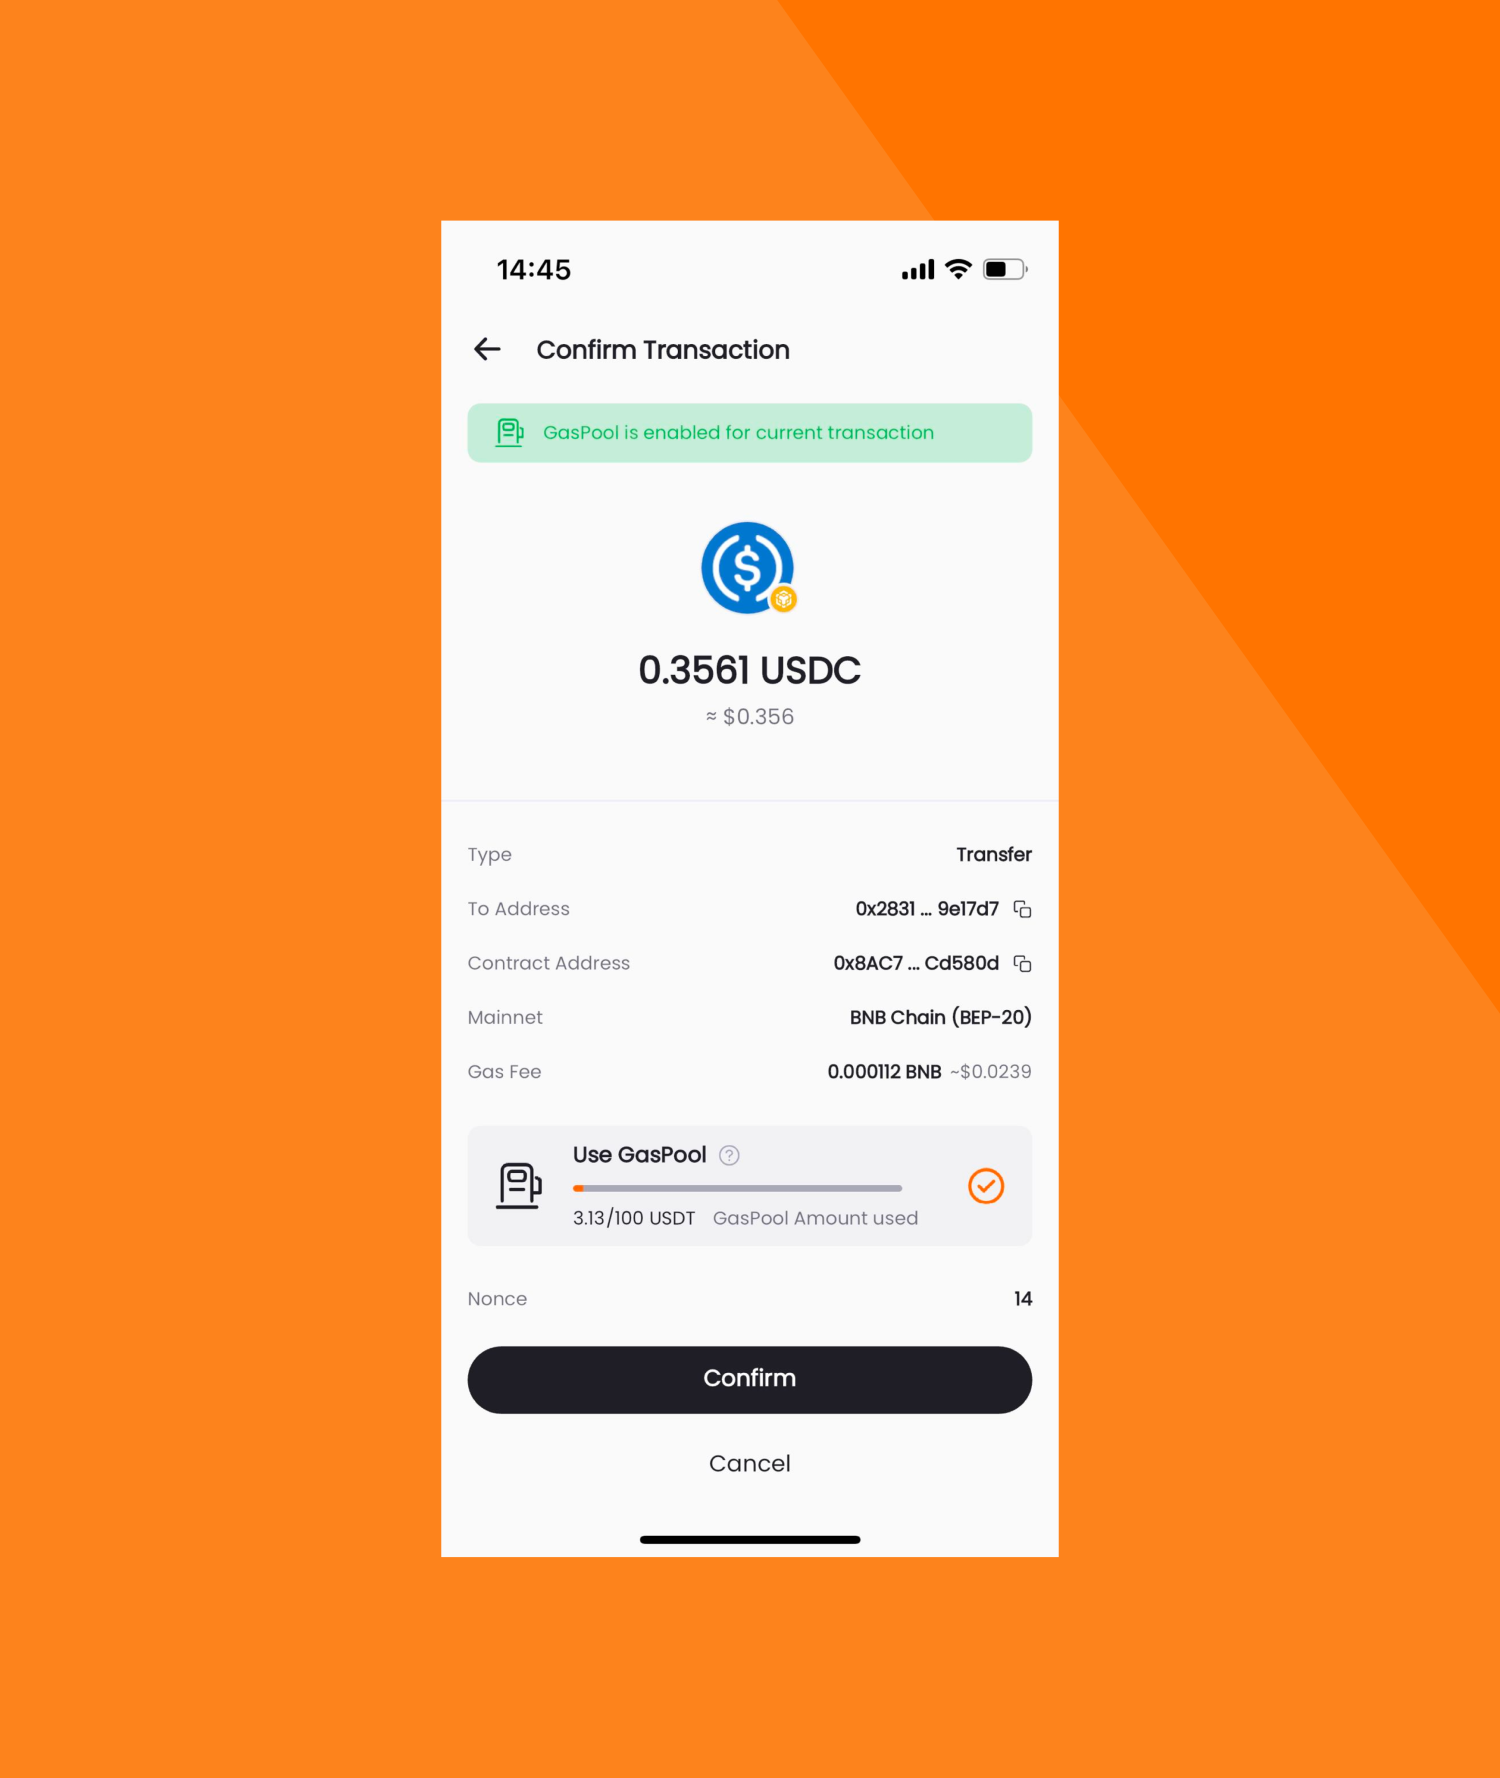 14:45
Confirm Transaction
GasPool is enabled for current transaction
0.3561 USDC
≈ $0.356
Type Transfer
To Address 0x2831 ... 9e17d7
Contract Address 0x8AC7 ... Cd580d
Mainnet BNB Chain (BEP-20)
Gas Fee 0.000112 BNB ~$0.0239
Use GasPool ?
3.13/100 USDT GasPool Amount used
Nonce 14
Confirm
Cancel